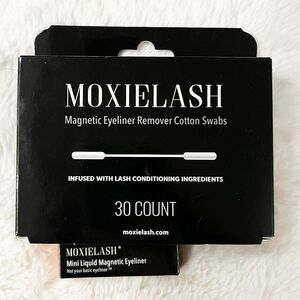 MOXIELASH
Magnetic Eyeliner Remover Cotton Swabs
INFUSED WITH LASH CONDITIONING INGREDIENTS
30 COUNT
moxielash.com
MOXIELASH®
Mini Liquid Magnetic Eyeliner
Not your basic eyeliner™